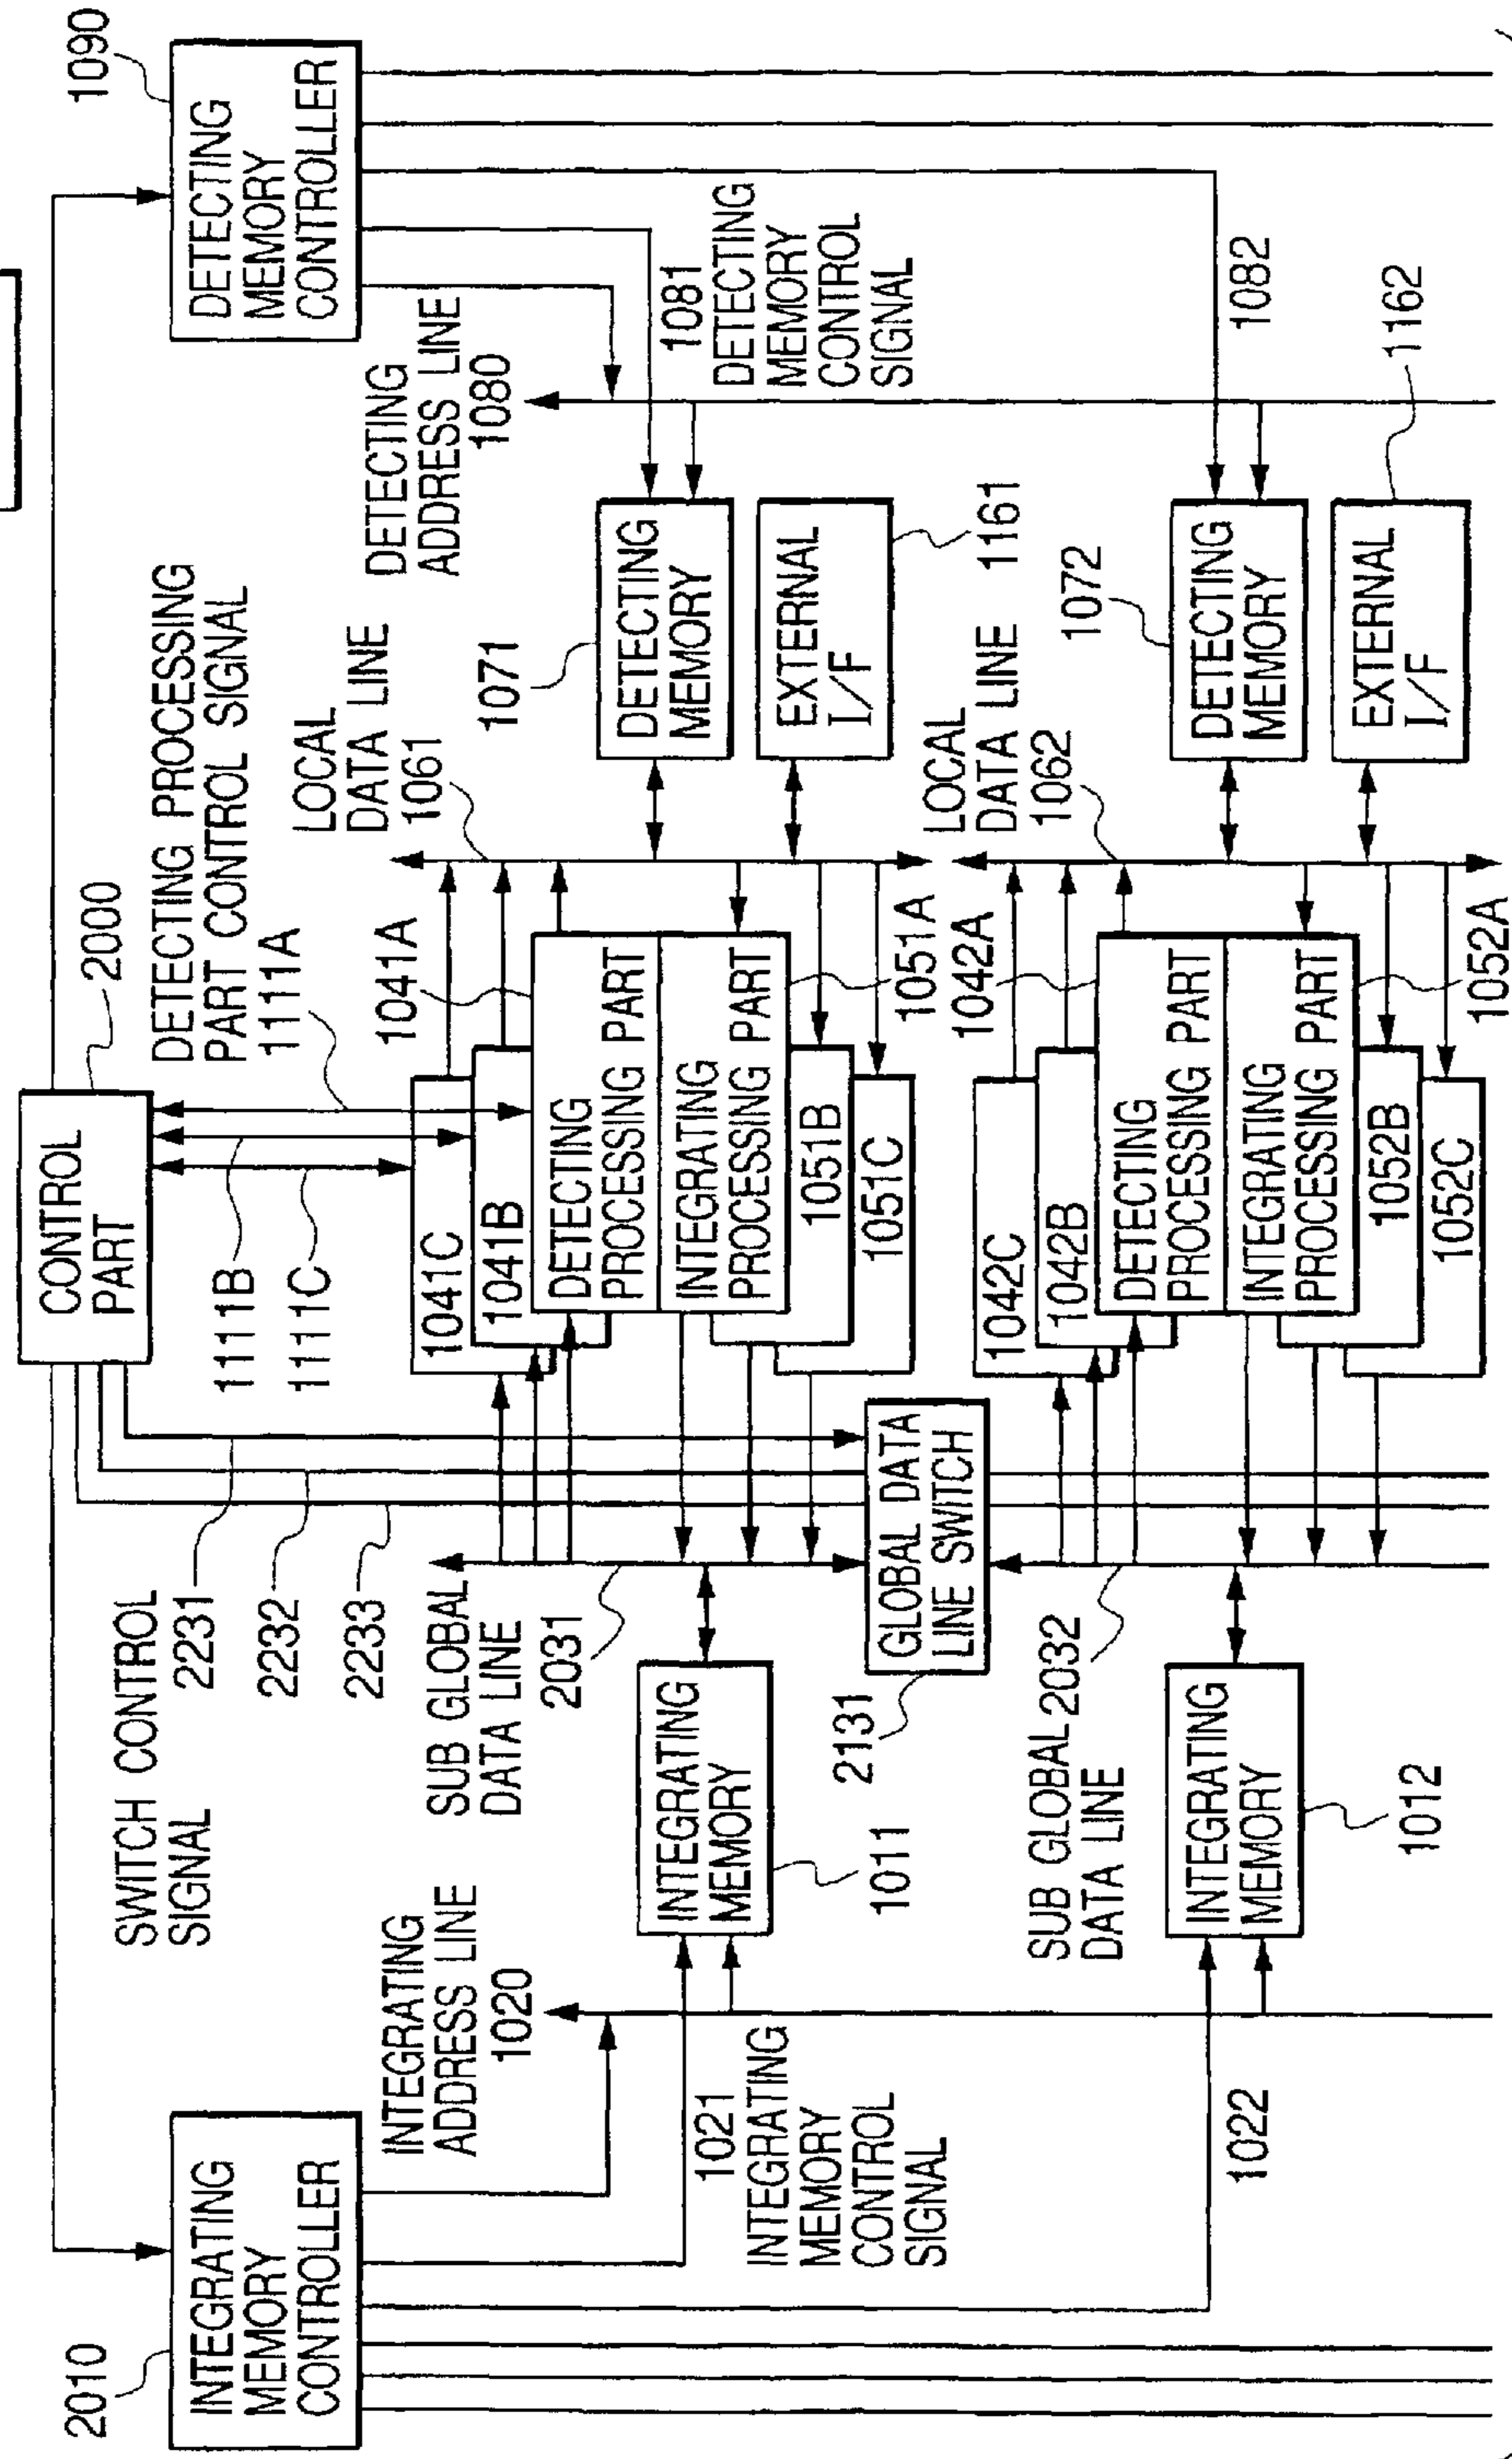 CONTROL
PART
2000
2010
INTEGRATING
MEMORY
CONTROLLER
DETECTING
MEMORY
CONTROLLER
1090
SWITCH CONTROL
SIGNAL
2231
2232
2233
1111B
1111C
DETECTING PROCESSING
PART CONTROL SIGNAL
1111A
INTEGRATING
ADDRESS LINE
1020
SUB GLOBAL
DATA LINE
2031
1041C
1041B
1041A
LOCAL
DATA LINE
1061
DETECTING
ADDRESS LINE
1080
DETECTING
PROCESSING PART
INTEGRATING
PROCESSING PART
1051B
1051C
1051A
INTEGRATING
MEMORY
1011
1021
INTEGRATING
MEMORY
CONTROL
SIGNAL
1071
DETECTING
MEMORY
EXTERNAL
I/F
1161
1081
DETECTING
MEMORY
CONTROL
SIGNAL
2131
GLOBAL DATA
LINE SWITCH
SUB GLOBAL
DATA LINE
2032
1042C
1042B
1042A
LOCAL
DATA LINE
1062
DETECTING
PROCESSING PART
INTEGRATING
PROCESSING PART
1052B
1052C
1052A
INTEGRATING
MEMORY
1012
1022
1072
DETECTING
MEMORY
EXTERNAL
I/F
1162
1082